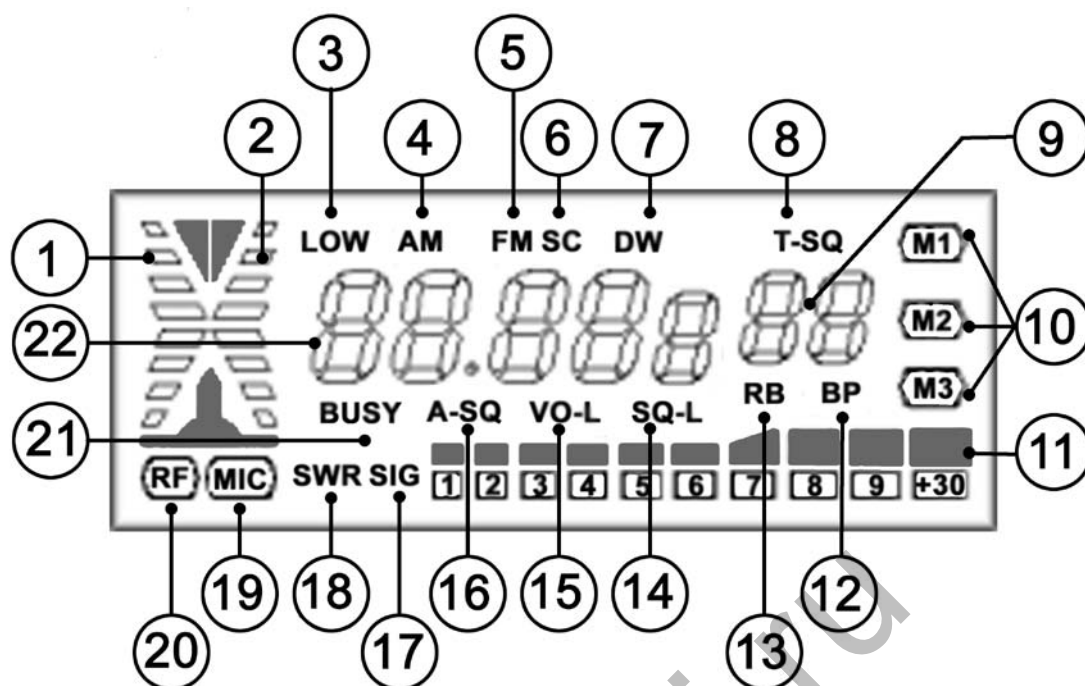 3 5
2 4 6 7 8 9
LOW AM FM SC DW T-SQ M1
1
88.888 88 M2 10
22
M3
RB BP
BUSY A-SQ VO-L SQ-L
21 11
RF MIC SWR SIG 1 2 3 4 5 6 7 8 9 +30
19 18 16 15 14 12
20 17 13
ru